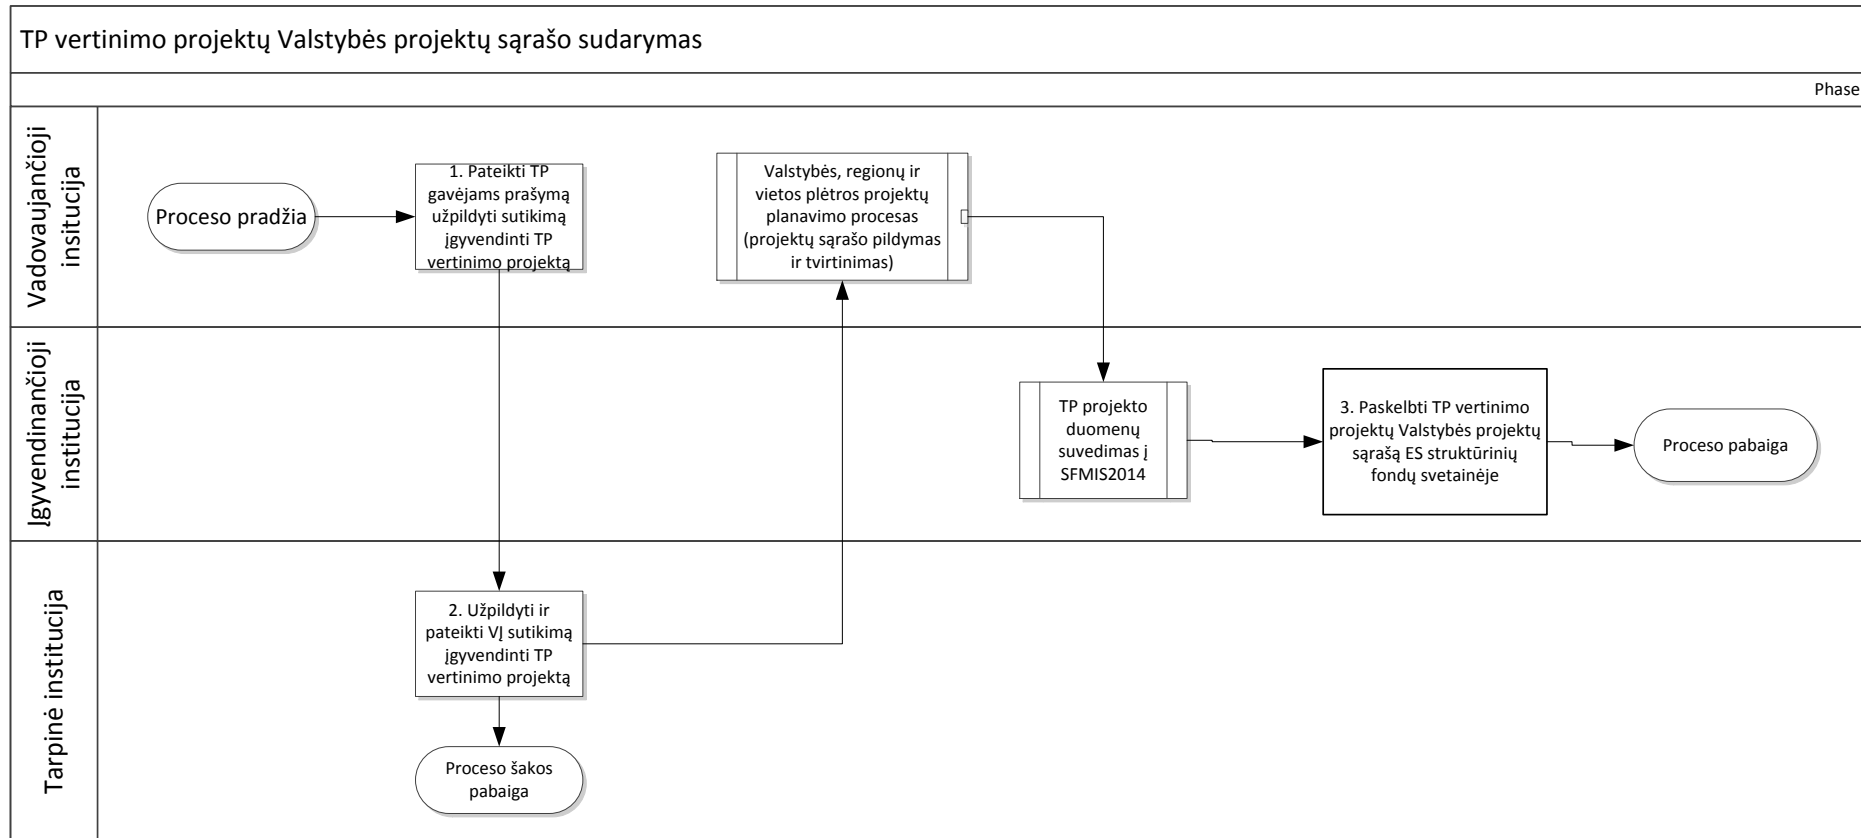 TP vertinimo projektų Valstybės projektų sąrašo sudarymas
Phase
Vadovaujančioji
insitucija
Proceso pradžia
1. Pateikti TP
gavėjams prašymą
užpildyti sutikimą
įgyvendinti TP
vertinimo projektą
Valstybės, regionų ir
vietos plėtros projektų
planavimo procesas
(projektų sąrašo pildymas
ir tvirtinimas)
Įgyvendinančioji
institucija
TP projekto
duomenų
suvedimas į
SFMIS2014
3. Paskelbti TP vertinimo
projektų Valstybės projektų
sąrašą ES struktūrinių
fondų svetainėje
Proceso pabaiga
Tarpinė institucija
2. Užpildyti ir
pateikti VĮ sutikimą
įgyvendinti TP
vertinimo projektą
Proceso šakos
pabaiga